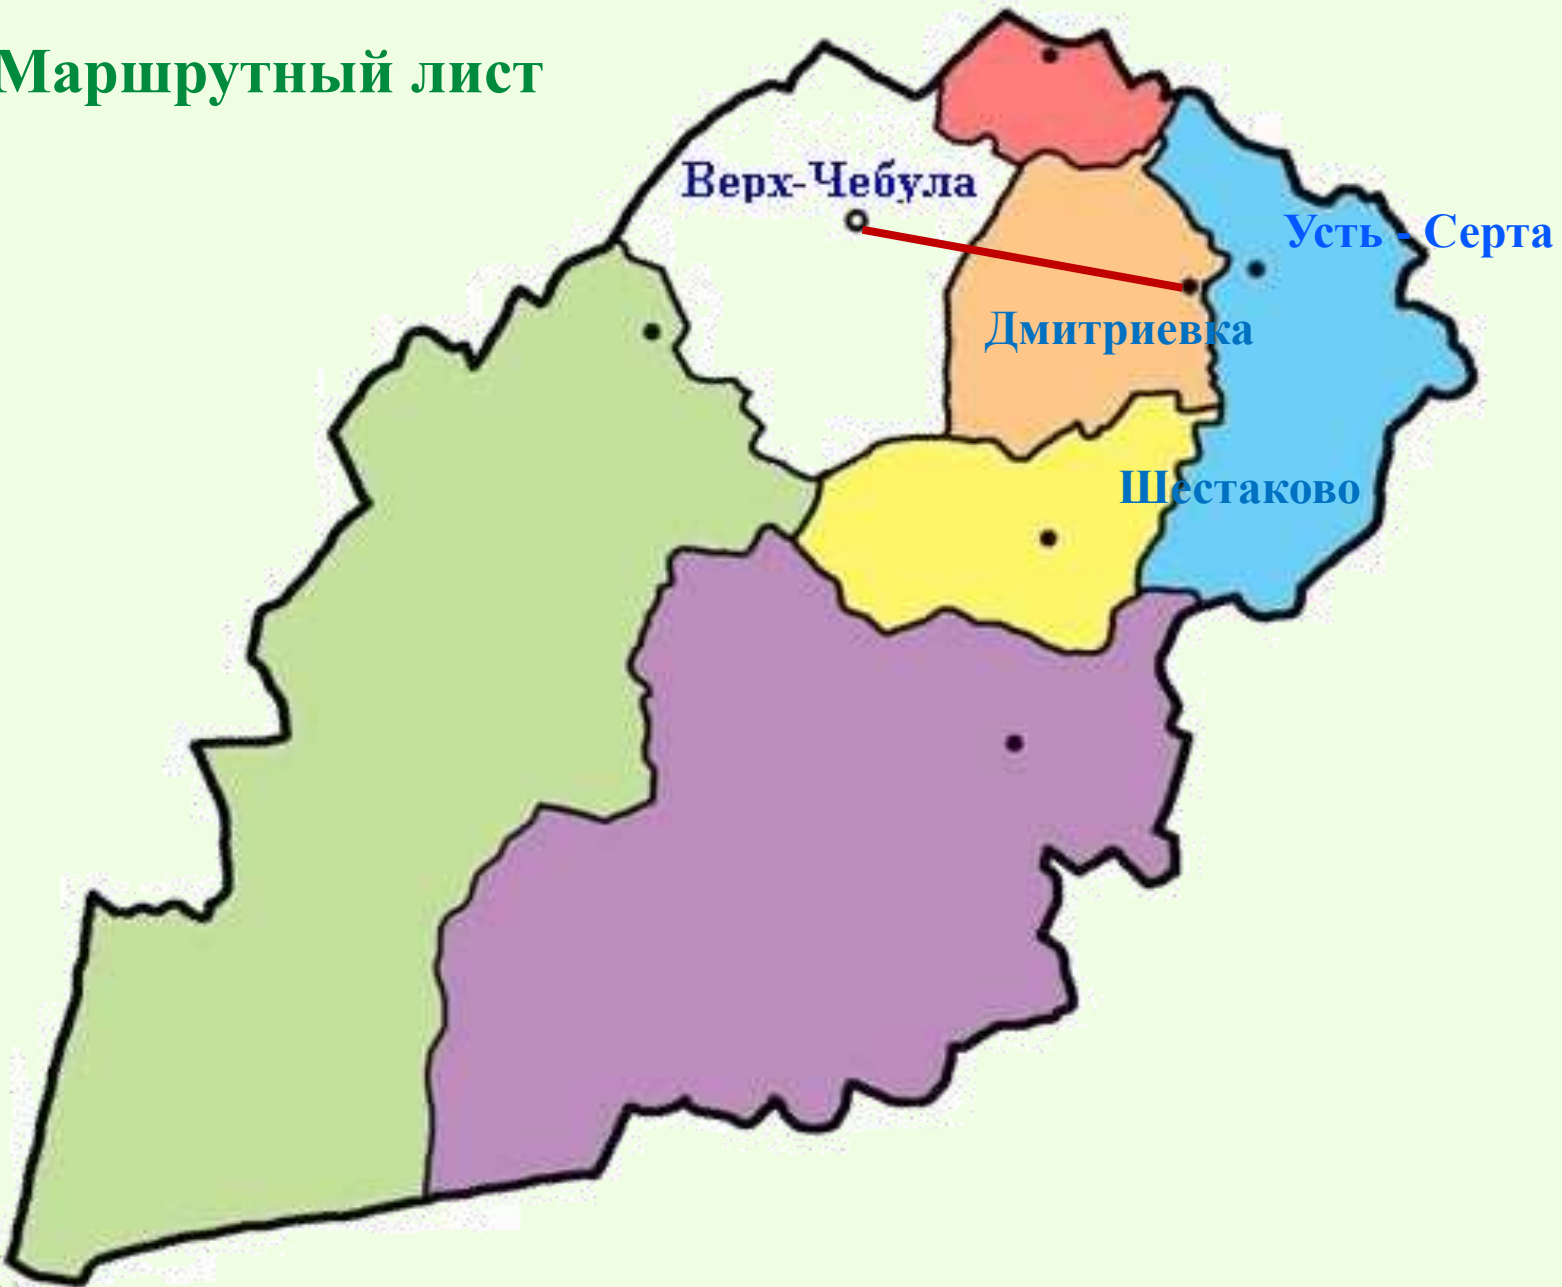 Маршрутный лист
Верх-Чебула
Усть - Серта
Дмитриевка
Шестаково